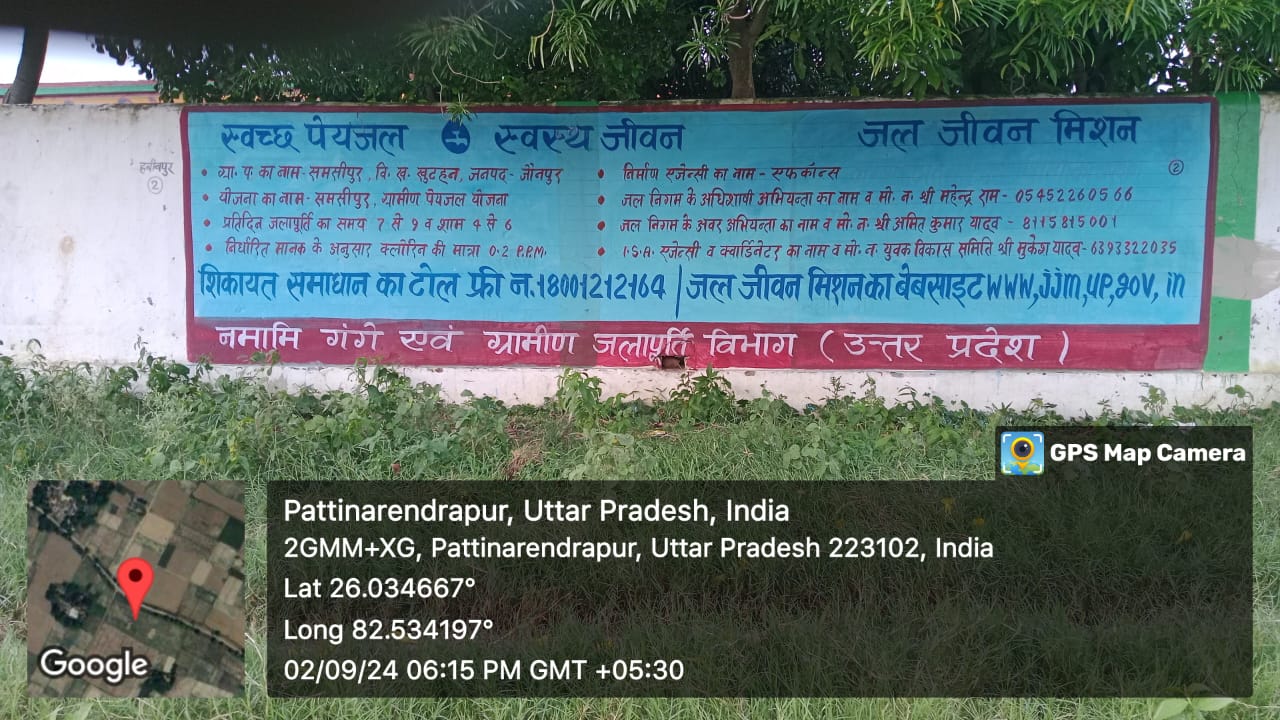 स्वच्छ पेयजल स्वस्थ जीवन जल जीवन मिशन
• ग्रा. पं का नाम- समसीपुर, वि. ख. खुटहन, जनपद- जौनपुर
• योजना का नाम- समसीपुर, ग्रामीण पेयजल योजना
• प्रतिदिन जलापूर्ति का समय 7 से 9 व शाम 4 से 6
• निर्धारित मानक के अनुसार क्लोरिन की मात्रा 0.2 P.P.M.
• निर्माण एजेन्सी का नाम - एफकॉन्स
②
• जल निगम के अधिशाषी अभियन्ता का नाम व मो. न. श्री महेन्द्र राम- 05452260566
• जल निगम के अवर अभियन्ता का नाम व मो. न. श्री अमित कुमार यादव - 8115815001
• I.S.A. एजेन्सी व क्वार्डिनेटर का नाम व मो. न. युवक विकास समिति श्री मुकेश यादव- 6393322035
शिकायत समाधान का टोल फ्री न. 18001212164 | जल जीवन मिशन का बेबसाइट www,jjm,up,gov, in
नमामि गंगे एवं ग्रामीण जलापूर्ति विभाग (उत्तर प्रदेश)
हबीबपुर
②
GPS Map Camera
Pattinarendrapur, Uttar Pradesh, India
2GMM+XG, Pattinarendrapur, Uttar Pradesh 223102, India
Lat 26.034667°
Long 82.534197°
02/09/24 06:15 PM GMT +05:30
Google